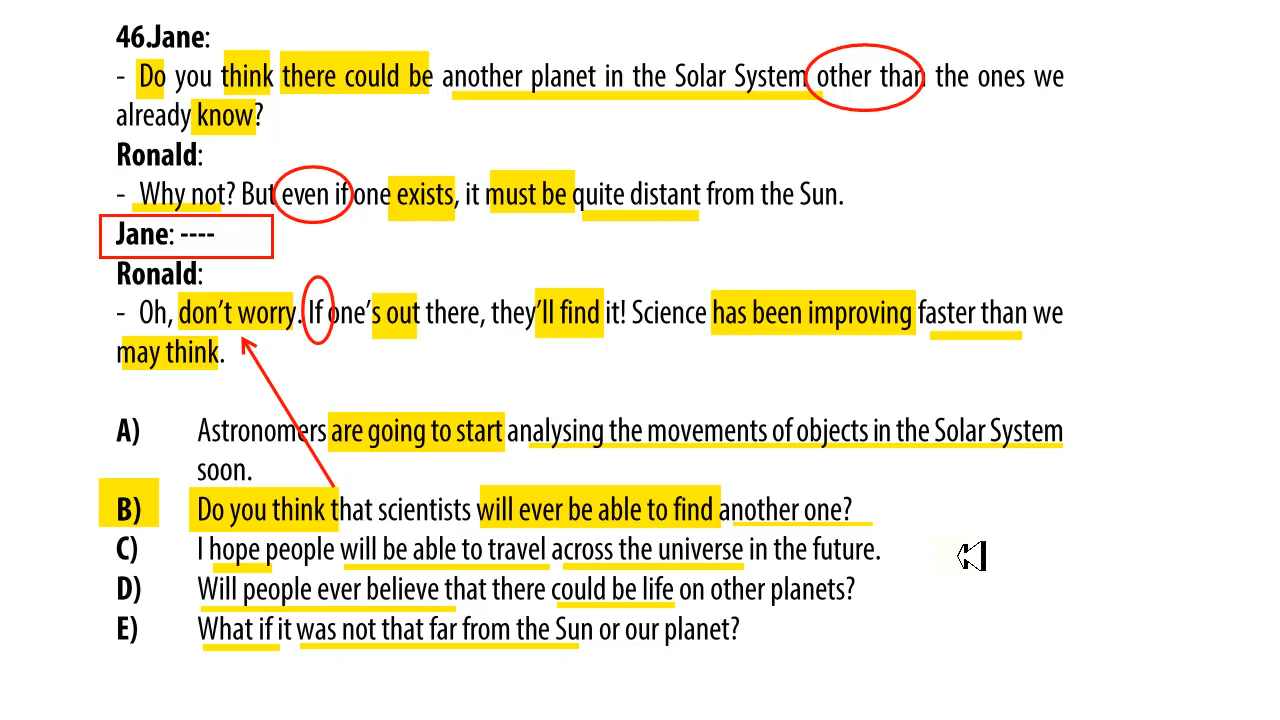 46.Jane:
- Do you think there could be another planet in the Solar System other than the ones we
already know?
Ronald:
- Why not? But even if one exists, it must be quite distant from the Sun.
Jane: ----
Ronald:
- Oh, don't worry. If one's out there, they'll find it! Science has been improving faster than we
may think.
A) Astronomers are going to start analysing the movements of objects in the Solar System
soon.
B) Do you think that scientists will ever be able to find another one?
C) I hope people will be able to travel across the universe in the future.
D) Will people ever believe that there could be life on other planets?
E) What if it was not that far from the Sun or our planet?